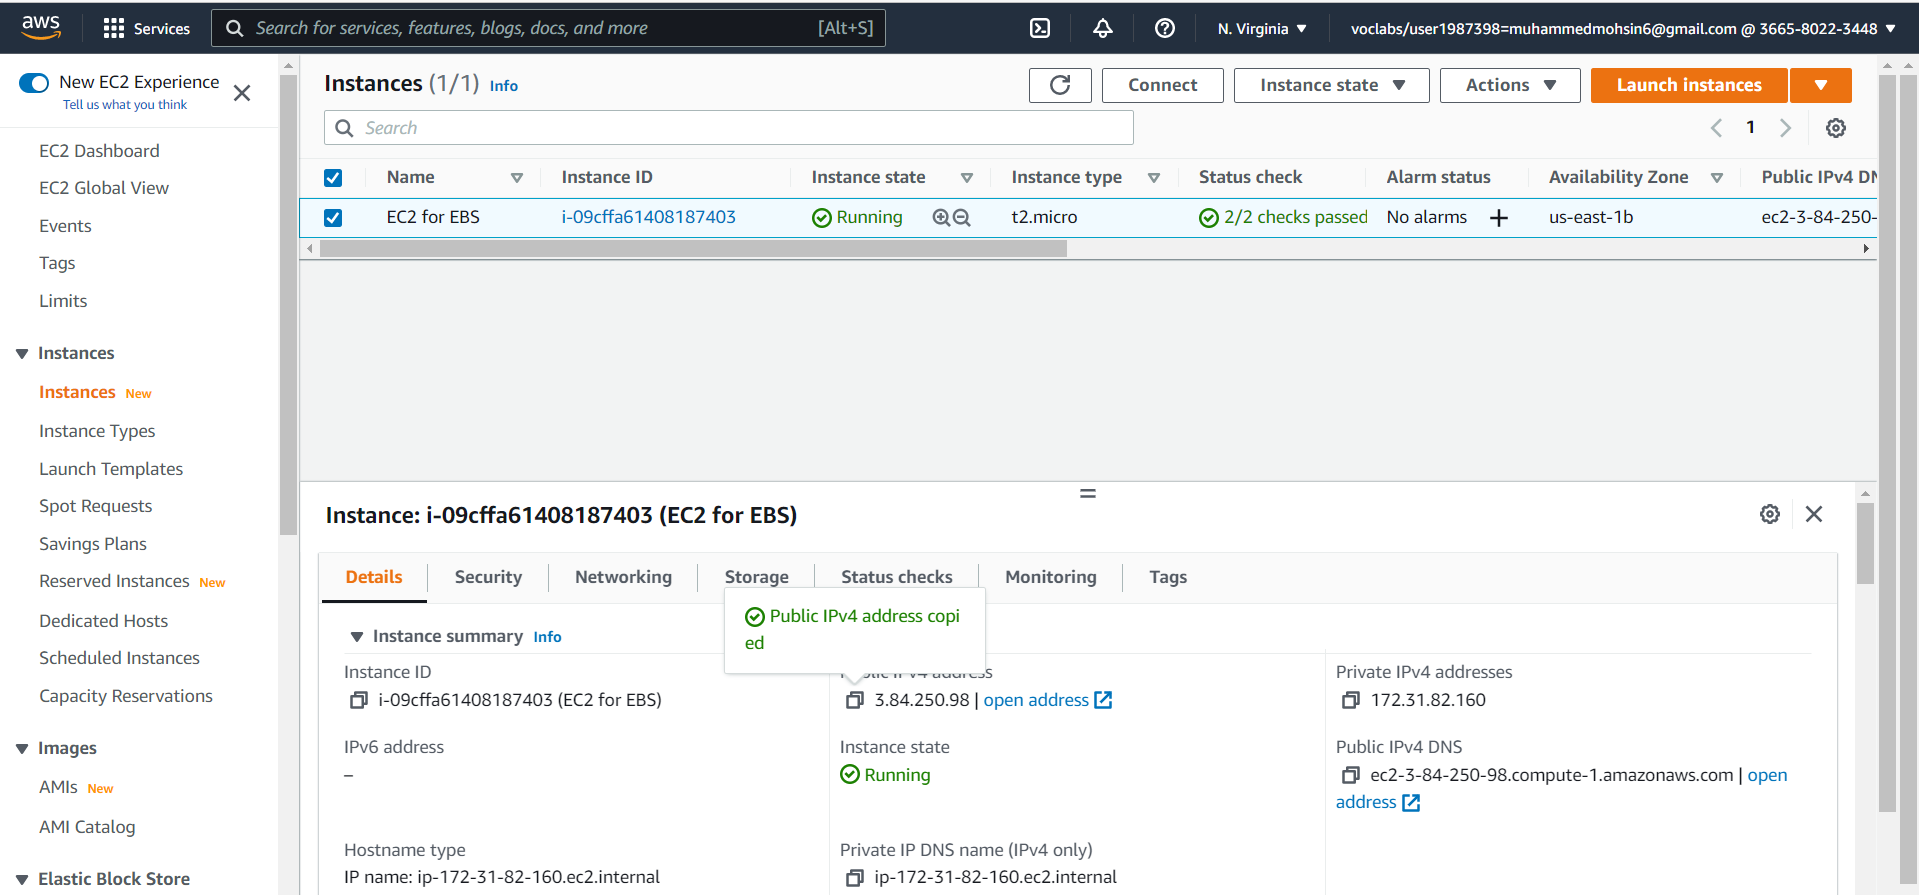 aws
Services
Search for services, features, blogs, docs, and more
[Alt+S]
N. Virginia
voclabs/user1987398=muhammedmohsin6@gmail.com @ 3665-8022-3448
New EC2 Experience
Tell us what you think
EC2 Dashboard
EC2 Global View
Events
Tags
Limits
Instances
Instances New
Instance Types
Launch Templates
Spot Requests
Savings Plans
Reserved Instances New
Dedicated Hosts
Scheduled Instances
Capacity Reservations
Images
AMIs New
AMI Catalog
Elastic Block Store
Instances (1/1) Info
Connect
Instance state
Actions
Launch instances
Search
1
Name
Instance ID
Instance state
Instance type
Status check
Alarm status
Availability Zone
Public IPv4 DN
EC2 for EBS
i-09cffa61408187403
Running
t2.micro
2/2 checks passed
No alarms
us-east-1b
ec2-3-84-250-
Instance: i-09cffa61408187403 (EC2 for EBS)
Details
Security
Networking
Storage
Status checks
Monitoring
Tags
Public IPv4 address copi
ed
Instance summary Info
Instance ID
i-09cffa61408187403 (EC2 for EBS)
Public IPv4 address
3.84.250.98 | open address
Private IPv4 addresses
172.31.82.160
IPv6 address
–
Instance state
Running
Public IPv4 DNS
ec2-3-84-250-98.compute-1.amazonaws.com | open
address
Hostname type
IP name: ip-172-31-82-160.ec2.internal
Private IP DNS name (IPv4 only)
ip-172-31-82-160.ec2.internal